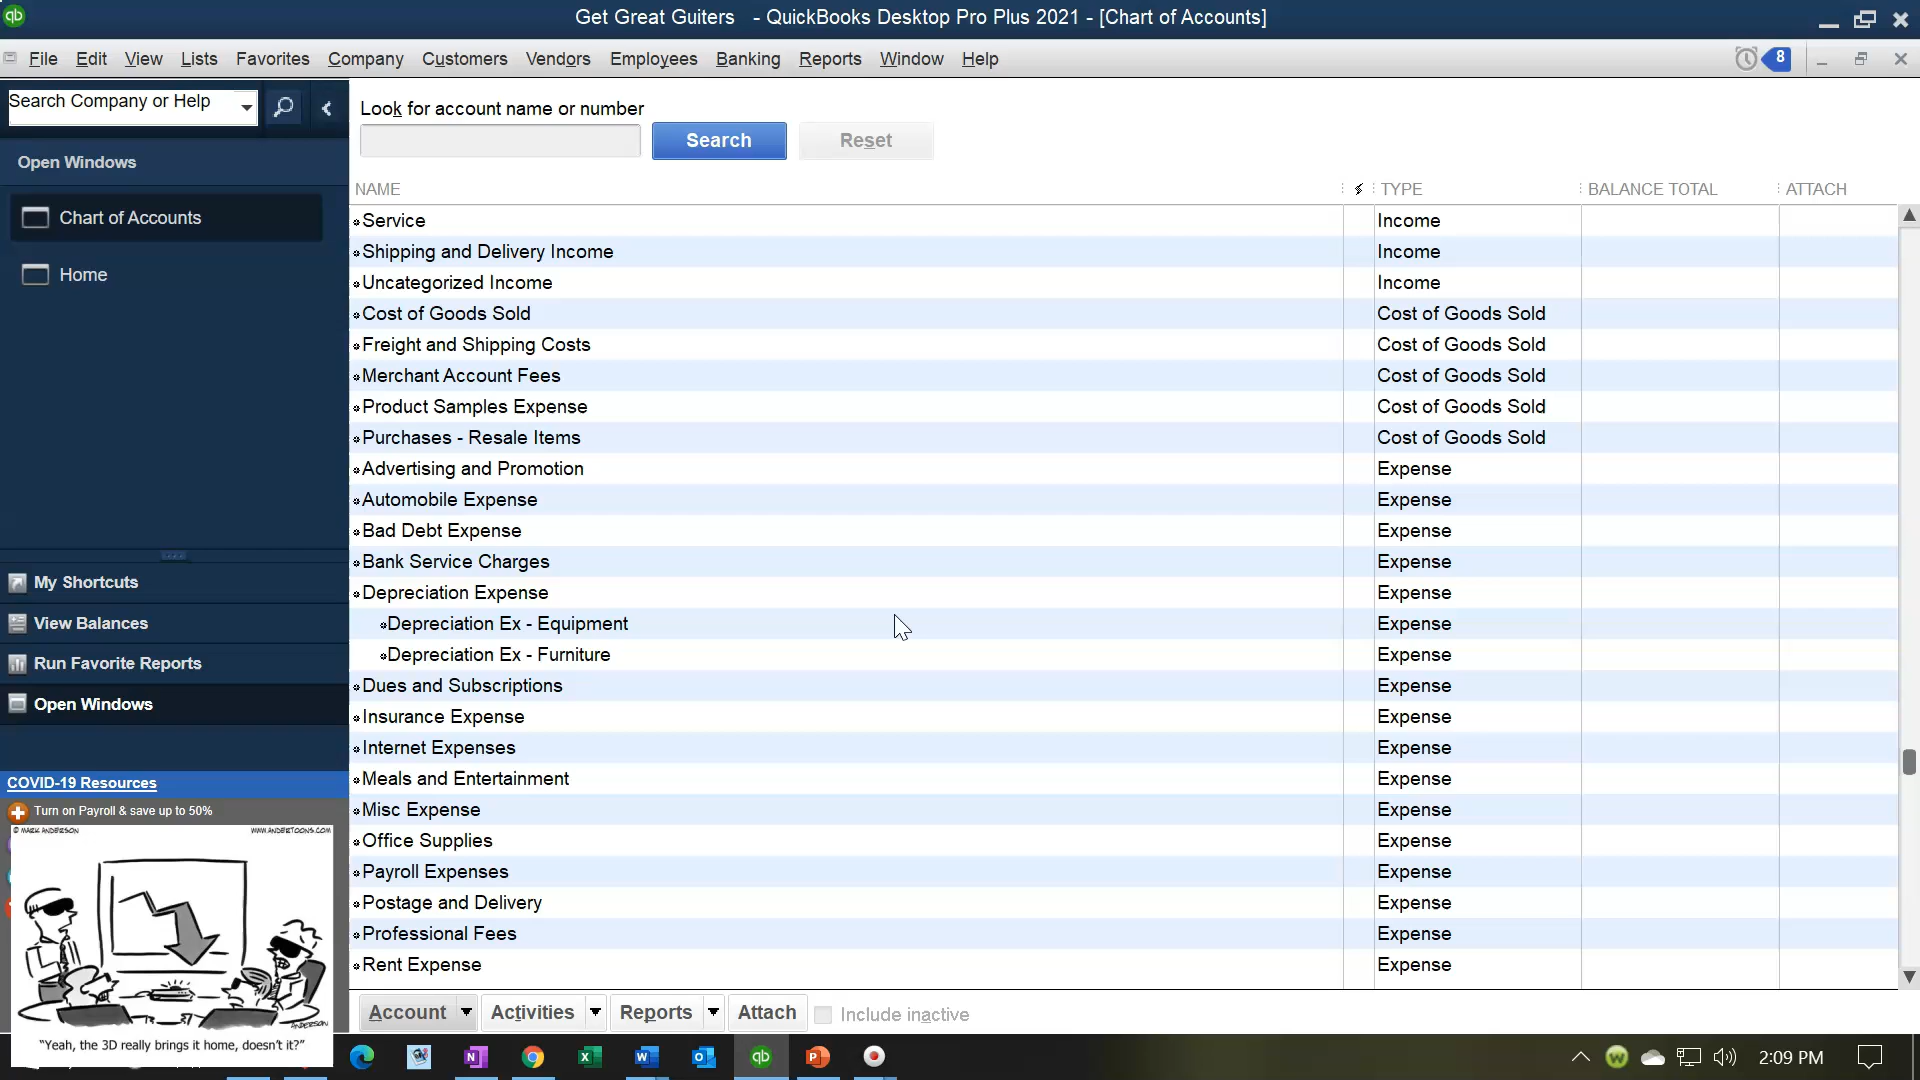 Get Great Guiters - QuickBooks Desktop Pro Plus 2021 - [Chart of Accounts]
File Edit View Lists Favorites Company Customers Vendors Employees Banking Reports Window Help
8
Search Company or Help
Look for account name or number
Search Reset
Open Windows
Chart of Accounts
Home
My Shortcuts
View Balances
Run Favorite Reports
Open Windows
COVID-19 Resources
Turn on Payroll & save up to 50%
© MARK ANDERSON WWW.ANDERTOONS.COM
ANDERSON
"Yeah, the 3D really brings it home, doesn't it?"
NAME TYPE BALANCE TOTAL ATTACH
Service Income
Shipping and Delivery Income Income
Uncategorized Income Income
Cost of Goods Sold Cost of Goods Sold
Freight and Shipping Costs Cost of Goods Sold
Merchant Account Fees Cost of Goods Sold
Product Samples Expense Cost of Goods Sold
Purchases - Resale Items Cost of Goods Sold
Advertising and Promotion Expense
Automobile Expense Expense
Bad Debt Expense Expense
Bank Service Charges Expense
Depreciation Expense Expense
Depreciation Ex - Equipment Expense
Depreciation Ex - Furniture Expense
Dues and Subscriptions Expense
Insurance Expense Expense
Internet Expenses Expense
Meals and Entertainment Expense
Misc Expense Expense
Office Supplies Expense
Payroll Expenses Expense
Postage and Delivery Expense
Professional Fees Expense
Rent Expense Expense
Account Activities Reports Attach Include inactive
2:09 PM